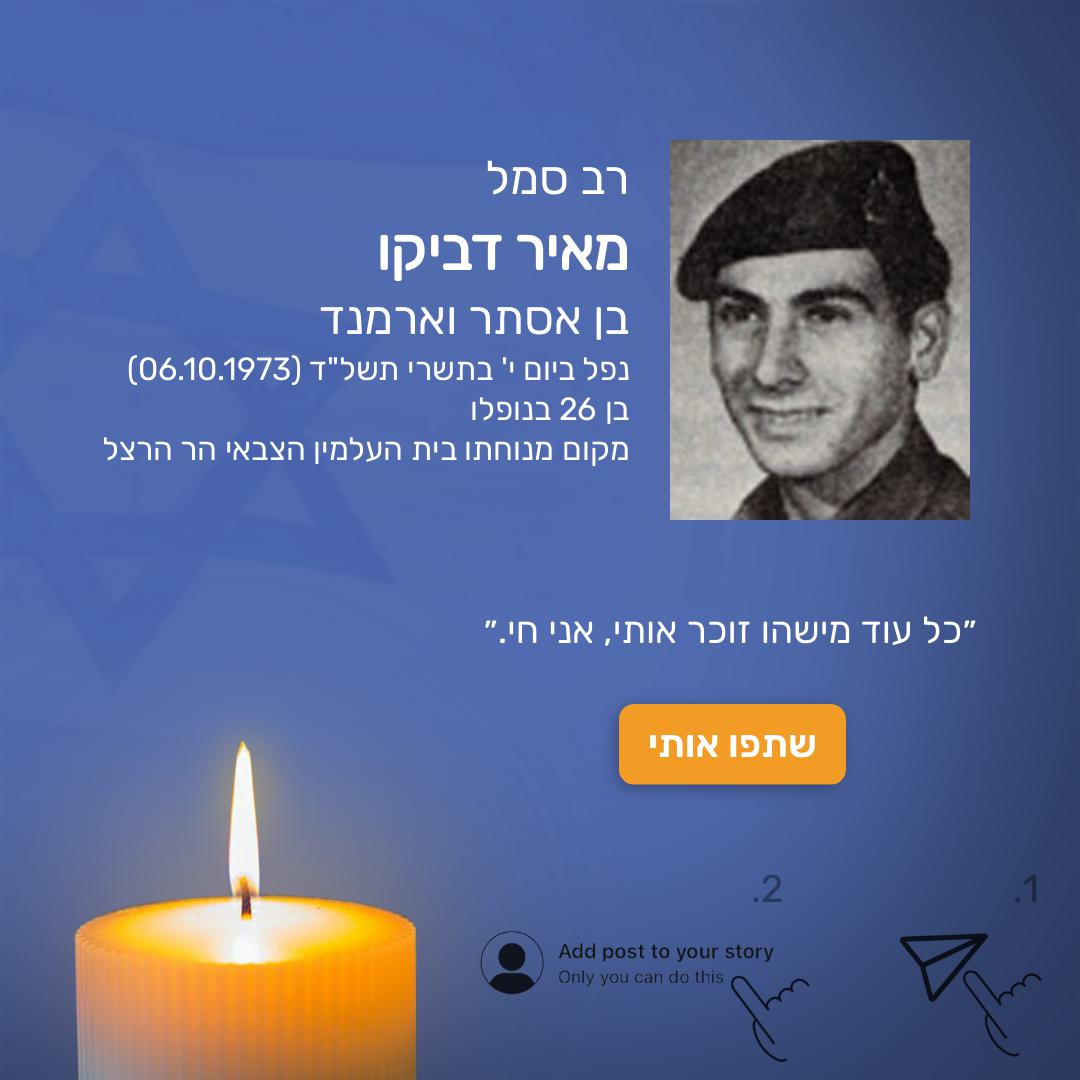 רב סמל
מאיר דביקו
בן אסתר וארמנד
נפל ביום י' בתשרי תשל"ד (06.10.1973)
בן 26 בנופלו
מקום מנוחתו בית העלמין הצבאי הר הרצל
״כל עוד מישהו זוכר אותי, אני חי.״
שתפו אותי
1.
2.
Add post to your story
Only you can do this